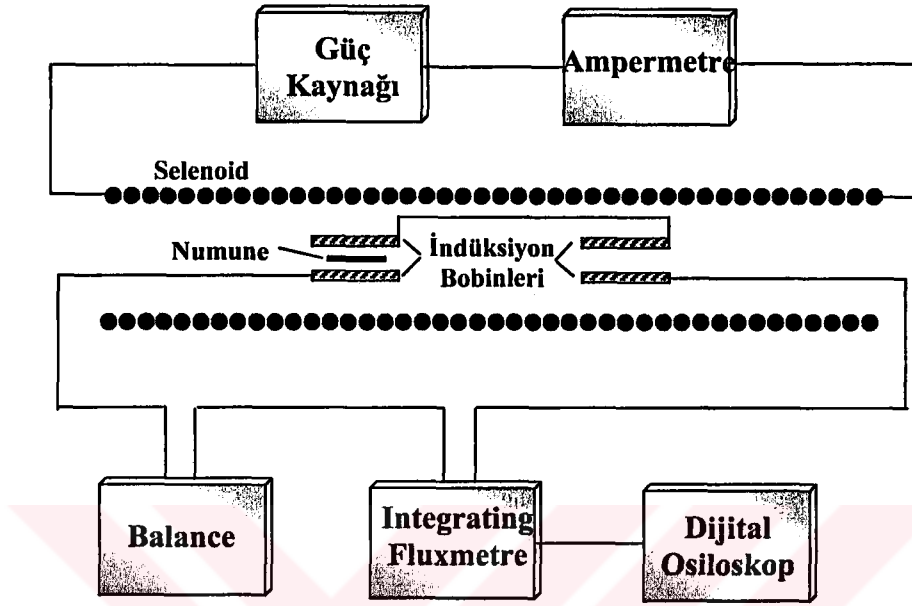 Güç
Kaynağı
Ampermetre
Selenoid
Numune
İndüksiyon
Bobinleri
Balance
Integrating
Fluxmetre
Dijital
Osiloskop